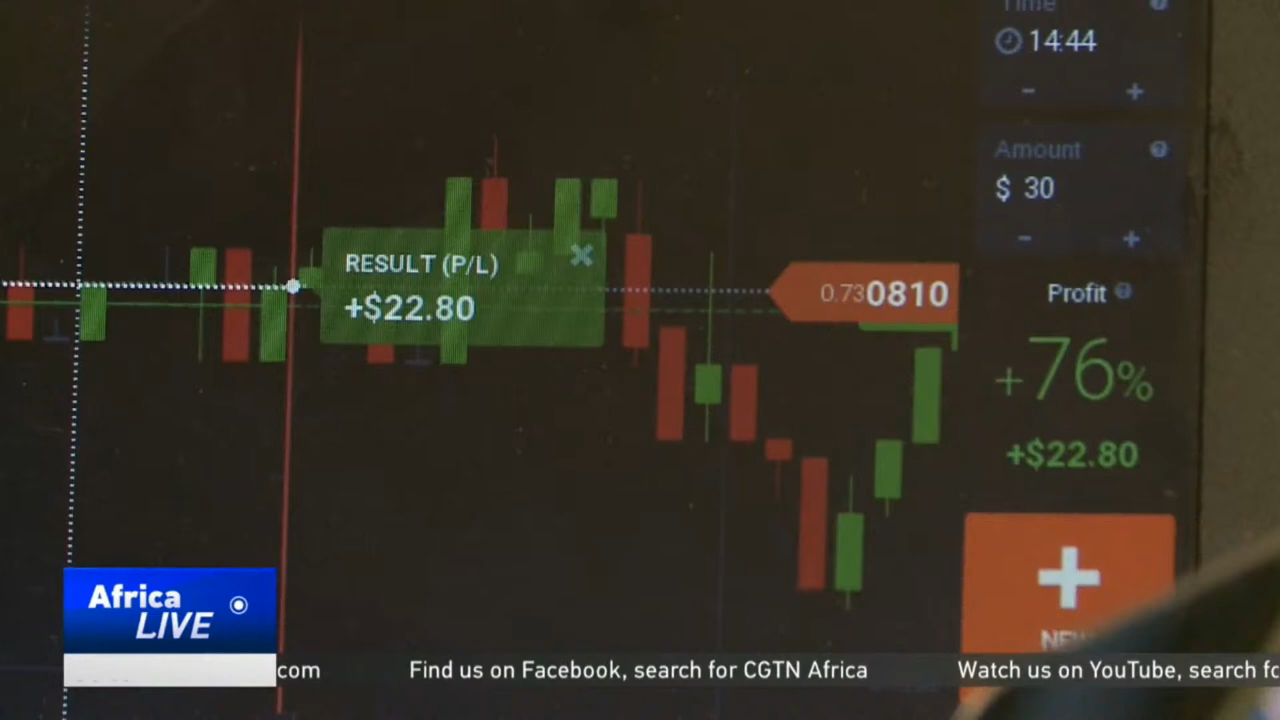 Time
14:44
Amount
$ 30
RESULT (P/L)
+$22.80
0.730810
Profit
+76%
+$22.80
Africa
LIVE
com
Find us on Facebook, search for CGTN Africa
Watch us on YouTube, search